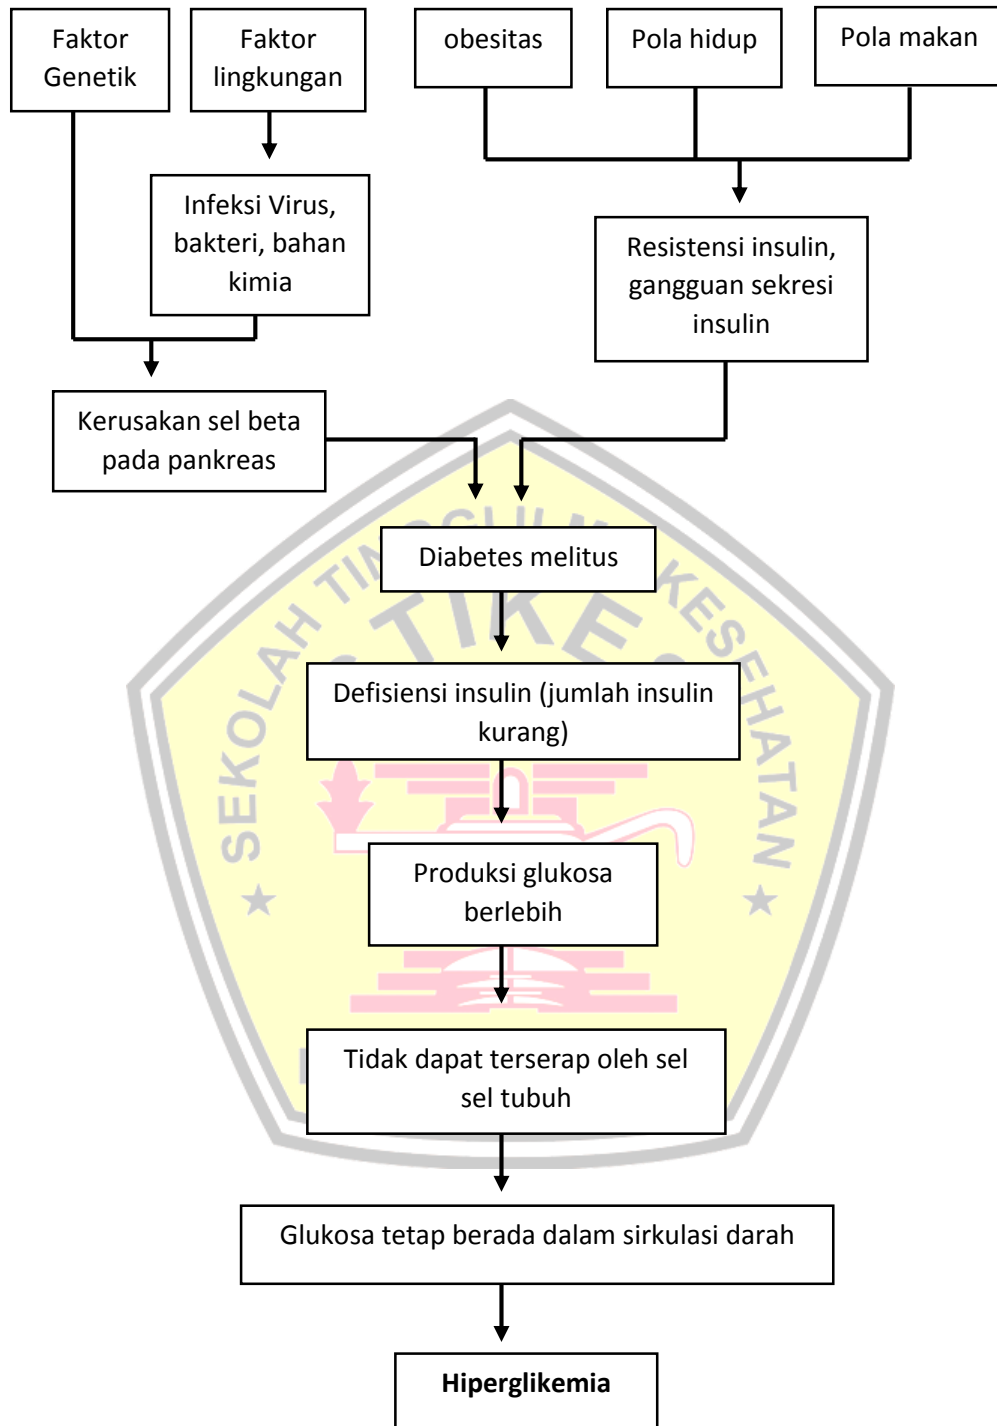 Faktor
Genetik
Faktor
lingkungan
obesitas
Pola hidup
Pola makan
Infeksi Virus,
bakteri, bahan
kimia
Resistensi insulin,
gangguan sekresi
insulin
Kerusakan sel beta
pada pankreas
Diabetes melitus
Defisiensi insulin (jumlah insulin
kurang)
Produksi glukosa
berlebih
Tidak dapat terserap oleh sel
sel tubuh
Glukosa tetap berada dalam sirkulasi darah
Hiperglikemia
SEKOLAH KESEHATAN